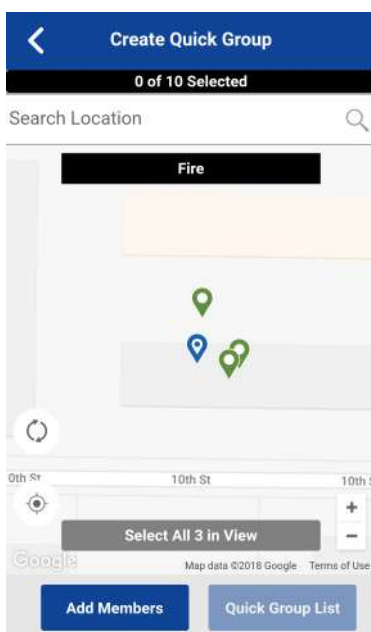 Create Quick Group
0 of 10 Selected
Search Location
Fire
0th St
10th St
10th
Select All 3 in View
Google
Map data ©2018 Google
Terms of Use
Add Members
Quick Group List